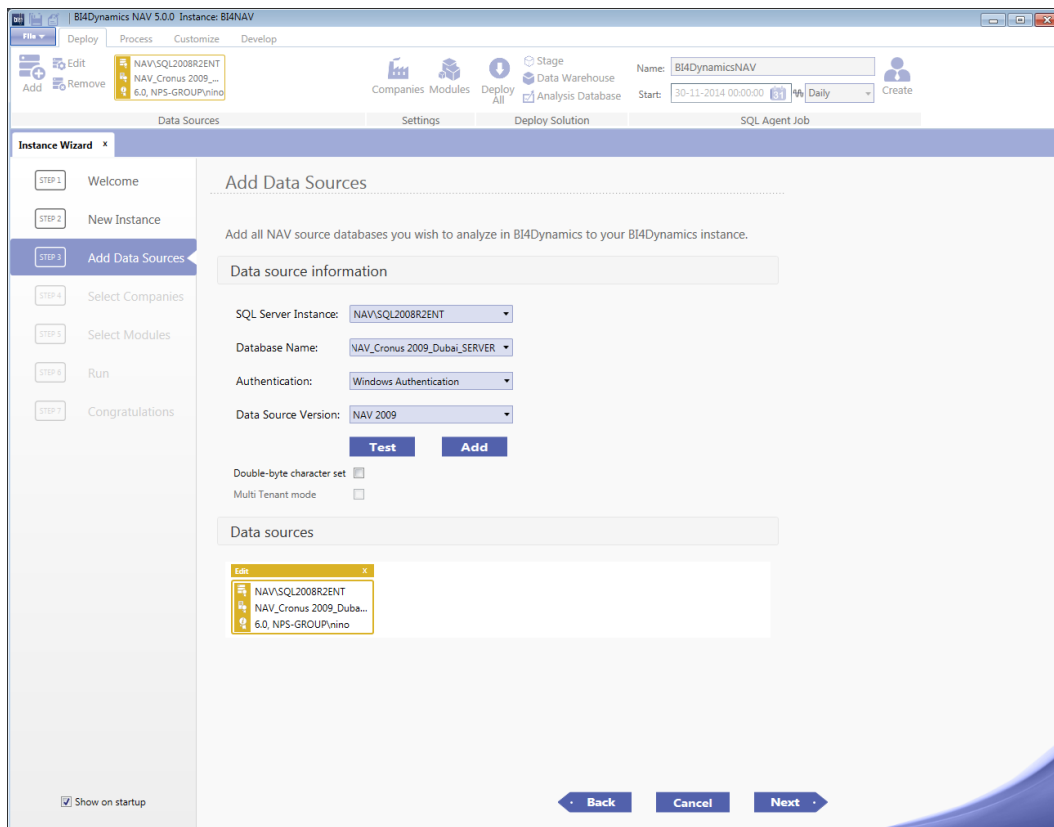 BI4Dynamics NAV 5.0.0 Instance: BI4NAV
File Deploy Process Customize Develop
Add
Edit
Remove
NAV\SQL2008R2ENT
NAV_Cronus 2009_...
6.0, NPS-GROUP\nino
Data Sources
Companies Modules
Settings
Deploy All
Stage
Data Warehouse
Analysis Database
Deploy Solution
Name: BI4DynamicsNAV
Start: 30-11-2014 00:00:00 31 Daily
Create
SQL Agent Job
Instance Wizard x
STEP 1 Welcome
STEP 2 New Instance
STEP 3 Add Data Sources
STEP 4 Select Companies
STEP 5 Select Modules
STEP 6 Run
STEP 7 Congratulations
Show on startup
Add Data Sources
Add all NAV source databases you wish to analyze in BI4Dynamics to your BI4Dynamics instance.
Data source information
SQL Server Instance: NAV\SQL2008R2ENT
Database Name: NAV_Cronus 2009_Dubai_SERVER
Authentication: Windows Authentication
Data Source Version: NAV 2009
Test Add
Double-byte character set
Multi Tenant mode
Data sources
Edit x
NAV\SQL2008R2ENT
NAV_Cronus 2009_Duba...
6.0, NPS-GROUP\nino
Back Cancel Next